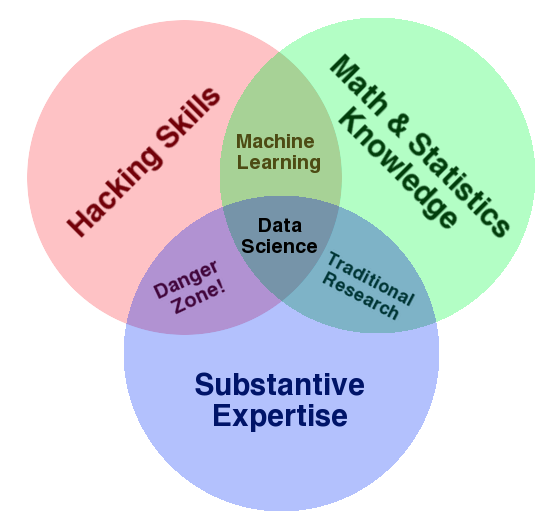 Hacking Skills
Math & Statistics
Knowledge
Machine
Learning
Data
Science
Danger
Zone!
Traditional
Research
Substantive
Expertise